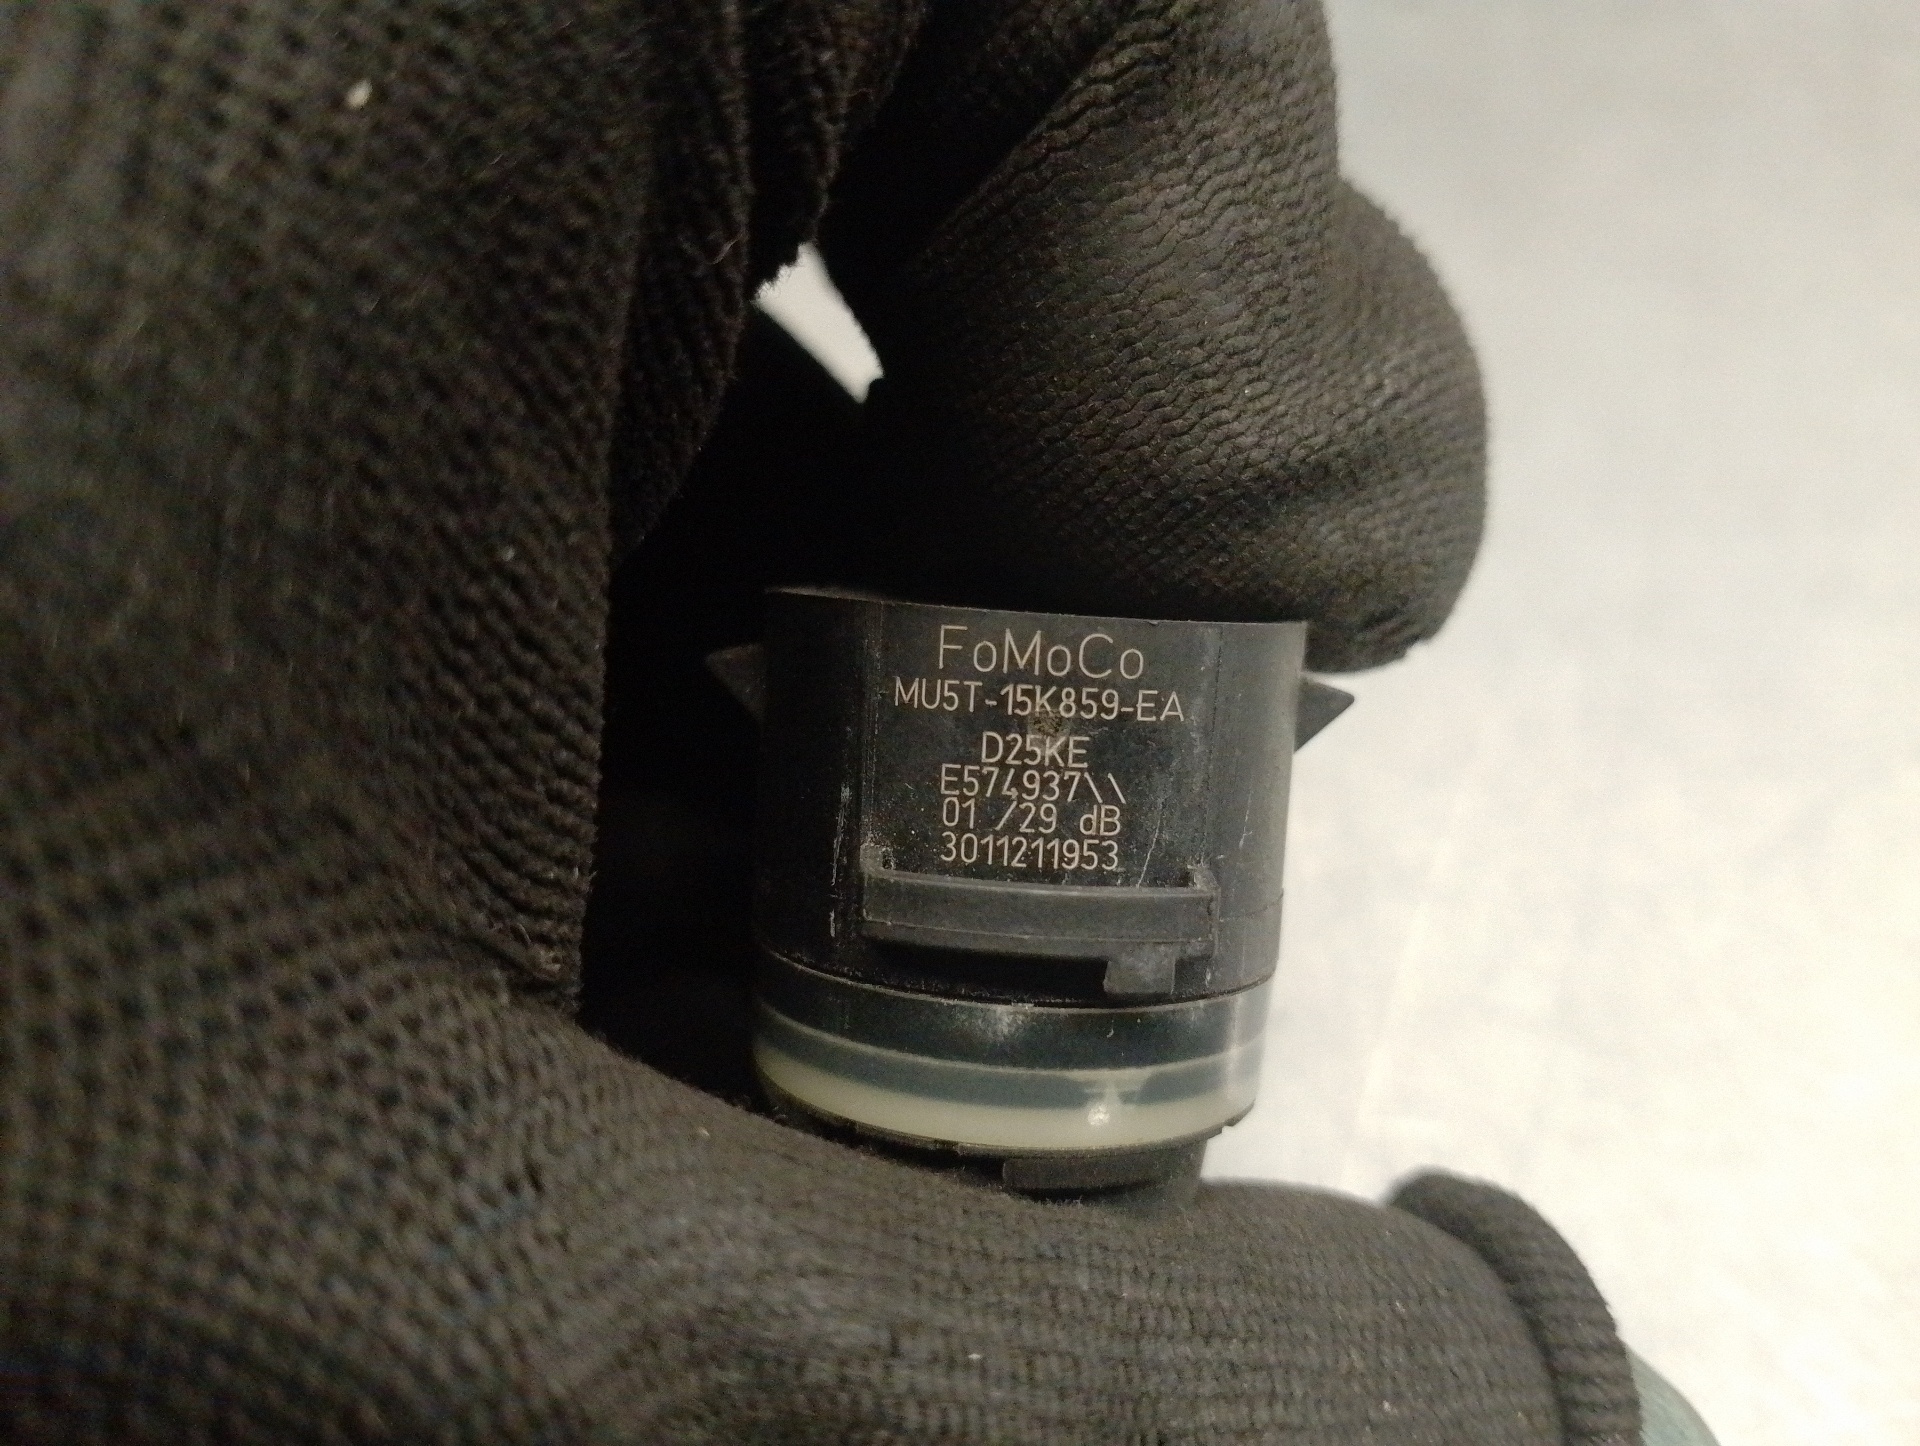 FoMoCo
MU5T-15K859-EA
D25KE
E574937\\
01 /29 dB
3011211953